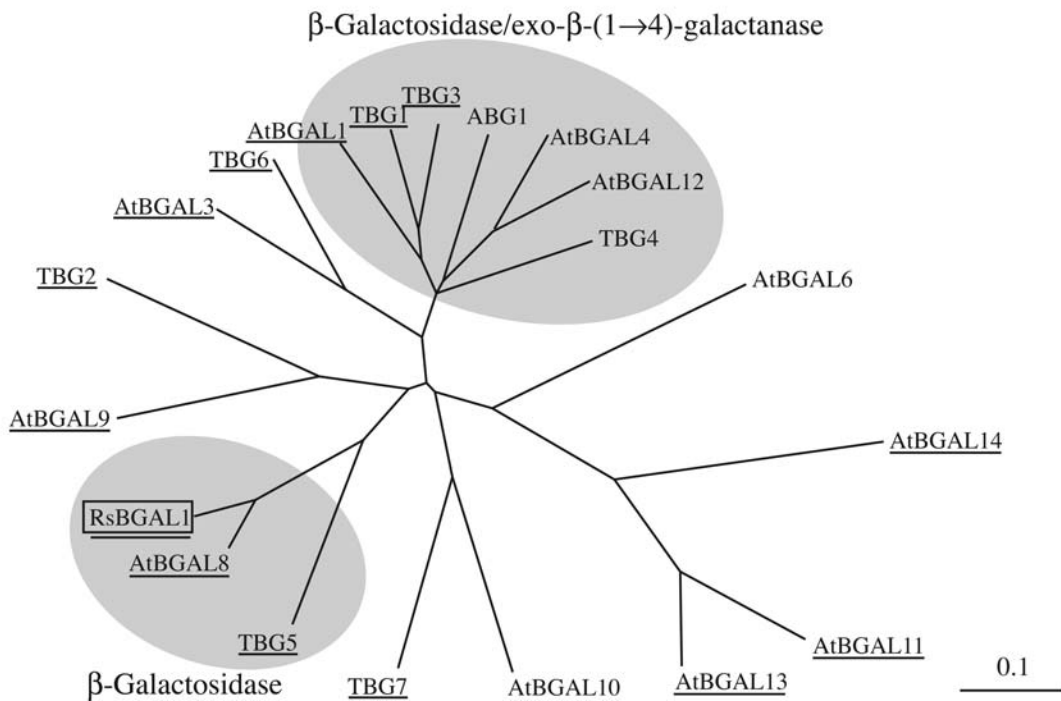 β-Galactosidase/exo-β-(1→4)-galactanase
TBG3
TBG1
ABG1
AtBGAL1
AtBGAL4
TBG6
AtBGAL12
AtBGAL3
TBG4
TBG2
AtBGAL6
AtBGAL9
AtBGAL14
RsBGAL1
AtBGAL8
TBG5
AtBGAL11
β-Galactosidase
TBG7
AtBGAL10
AtBGAL13
0.1